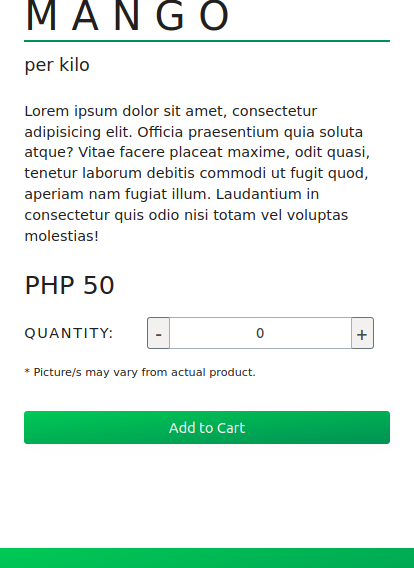 MANGO
per kilo
Lorem ipsum dolor sit amet, consectetur
adipisicing elit. Officia praesentium quia soluta
atque? Vitae facere placeat maxime, odit quasi,
tenetur laborum debitis commodi ut fugit quod,
aperiam nam fugiat illum. Laudantium in
consectetur quis odio nisi totam vel voluptas
molestias!
PHP 50
QUANTITY: - 0 +
* Picture/s may vary from actual product.
Add to Cart